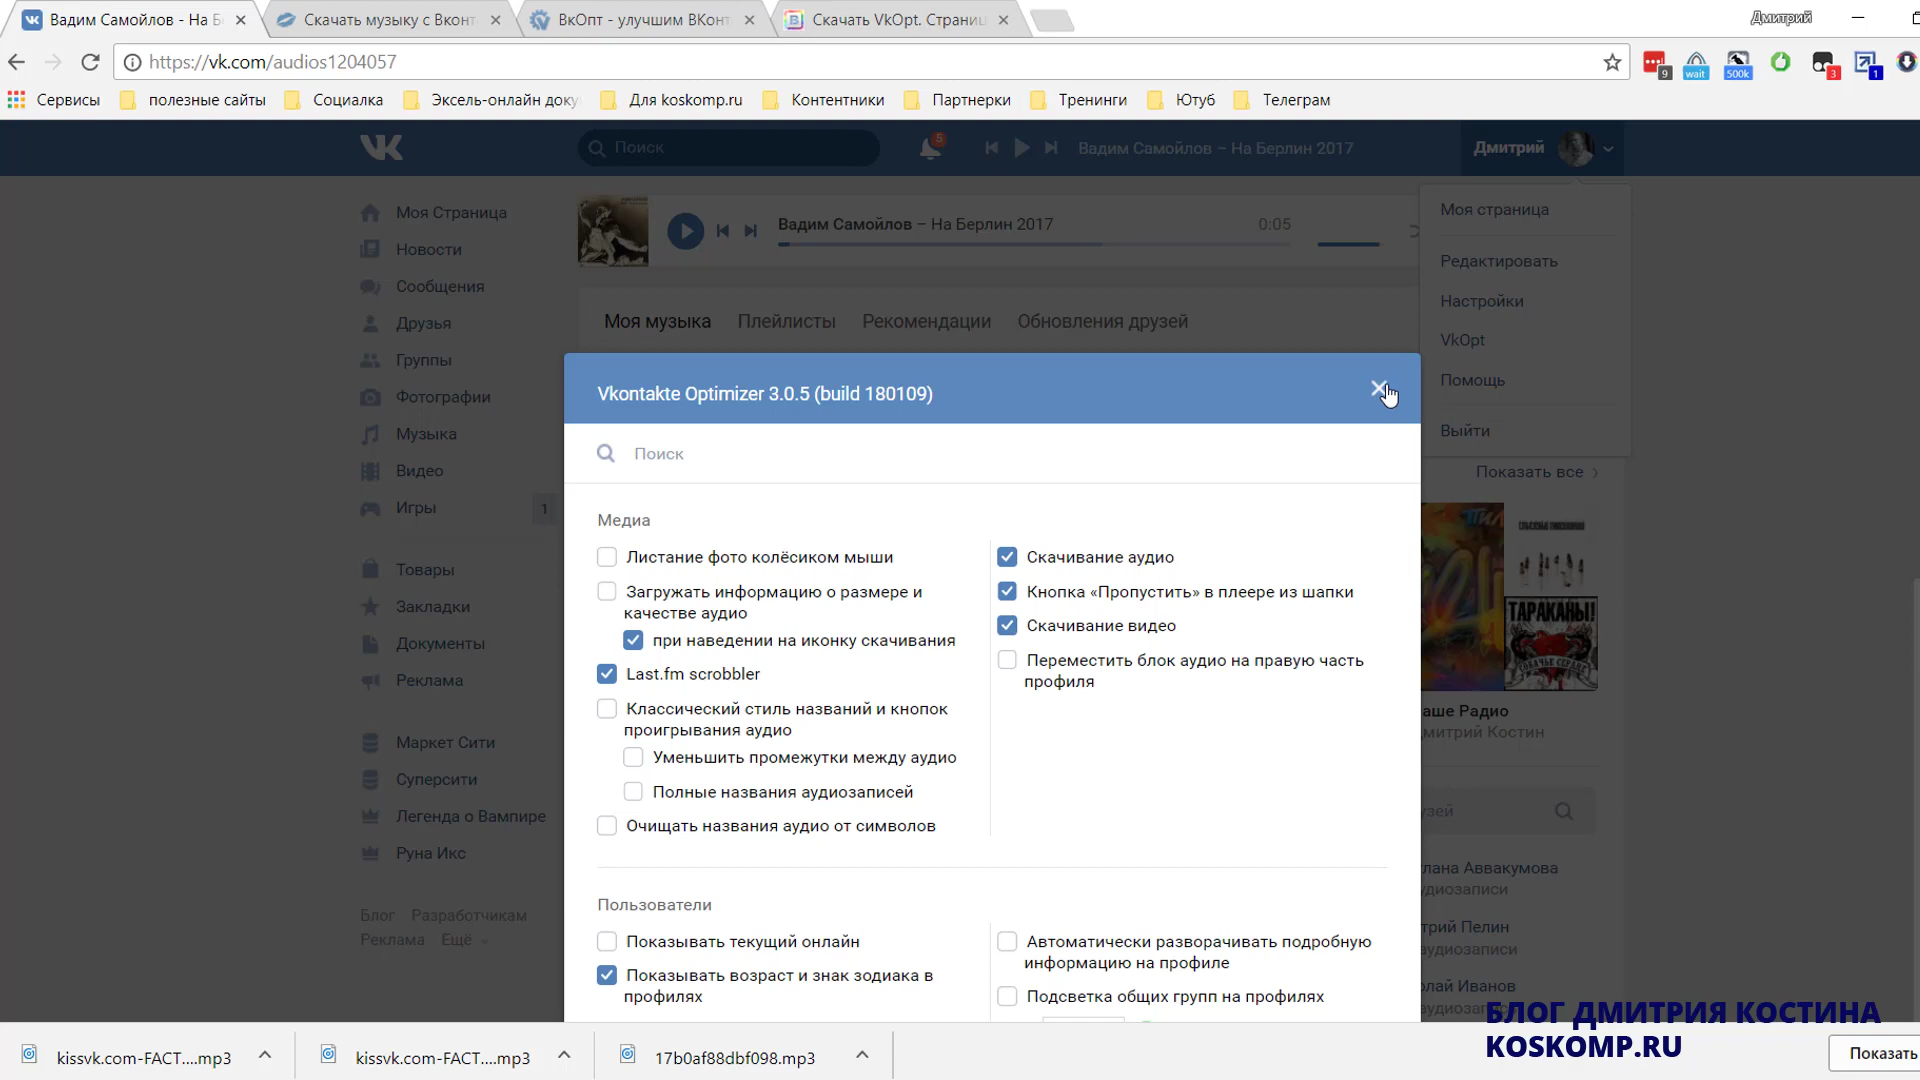 Вадим Самойлов - На Б
Скачать музыку с Вконт
ВкОпт - улучшим ВКонт
Скачать VkOpt. Страни
Дмитрий
https://vk.com/audios1204057
9
wait
500k
3
1
Сервисы
полезные сайты
Социалка
Эксель-онлайн доку
Для koskomp.ru
Контентники
Партнерки
Тренинги
Ютуб
Телеграм
Поиск
5
Вадим Самойлов – На Берлин 2017
Дмитрий
Моя Страница
Новости
Сообщения
Друзья
Группы
Фотографии
Музыка
Видео
Игры
1
Товары
Закладки
Документы
Реклама
Маркет Сити
Суперсити
Легенда о Вампире
Руна Икс
Блог Разработчикам
Реклама Ещё
Вадим Самойлов – На Берлин 2017
0:05
Моя музыка
Плейлисты
Рекомендации
Обновления друзей
Моя страница
Редактировать
Настройки
VkOpt
Помощь
Выйти
Vkontakte Optimizer 3.0.5 (build 180109)
Поиск
Медиа
Листание фото колёсиком мыши
Загружать информацию о размере и
качестве аудио
при наведении на иконку скачивания
Last.fm scrobbler
Классический стиль названий и кнопок
проигрывания аудио
Уменьшить промежутки между аудио
Полные названия аудиозаписей
Очищать названия аудио от символов
Скачивание аудио
Кнопка «Пропустить» в плеере из шапки
Скачивание видео
Переместить блок аудио на правую часть
профиля
Пользователи
Показывать текущий онлайн
Показывать возраст и знак зодиака в
профилях
Автоматически разворачивать подробную
информацию на профиле
Подсветка общих групп на профилях
Показать все
ТАРАКАНЫ!
аше Радио
митрий Костин
узей
лана Аввакумова
удиозаписи
трий Пелин
аудиозаписи
олай Иванов
аудиозапис
БЛОГ ДМИТРИЯ КОСТИНА
KOSKOMP.RU
kissvk.com-FACT....mp3
kissvk.com-FACT....mp3
17b0af88dbf098.mp3
Показать